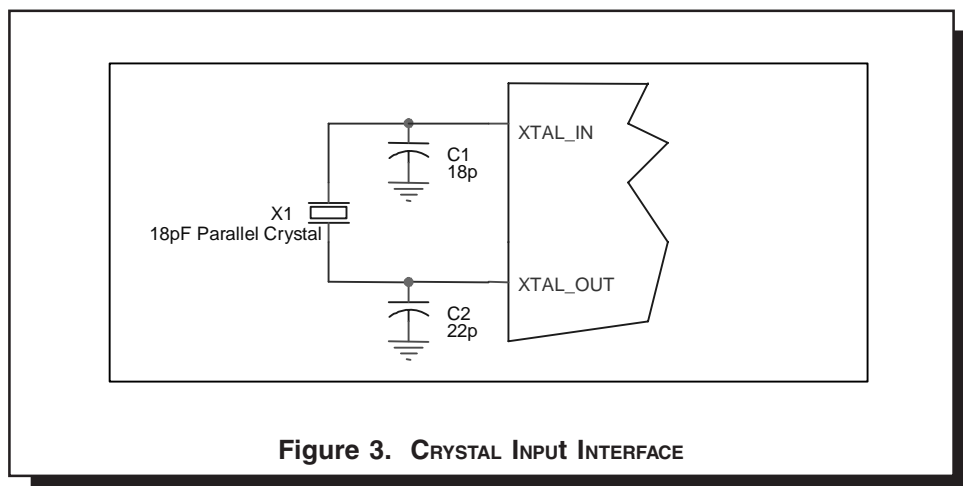 XTAL_IN
C1
18p
X1
18pF Parallel Crystal
XTAL_OUT
C2
22p
Figure 3. CRYSTAL INPUT INTERFACE